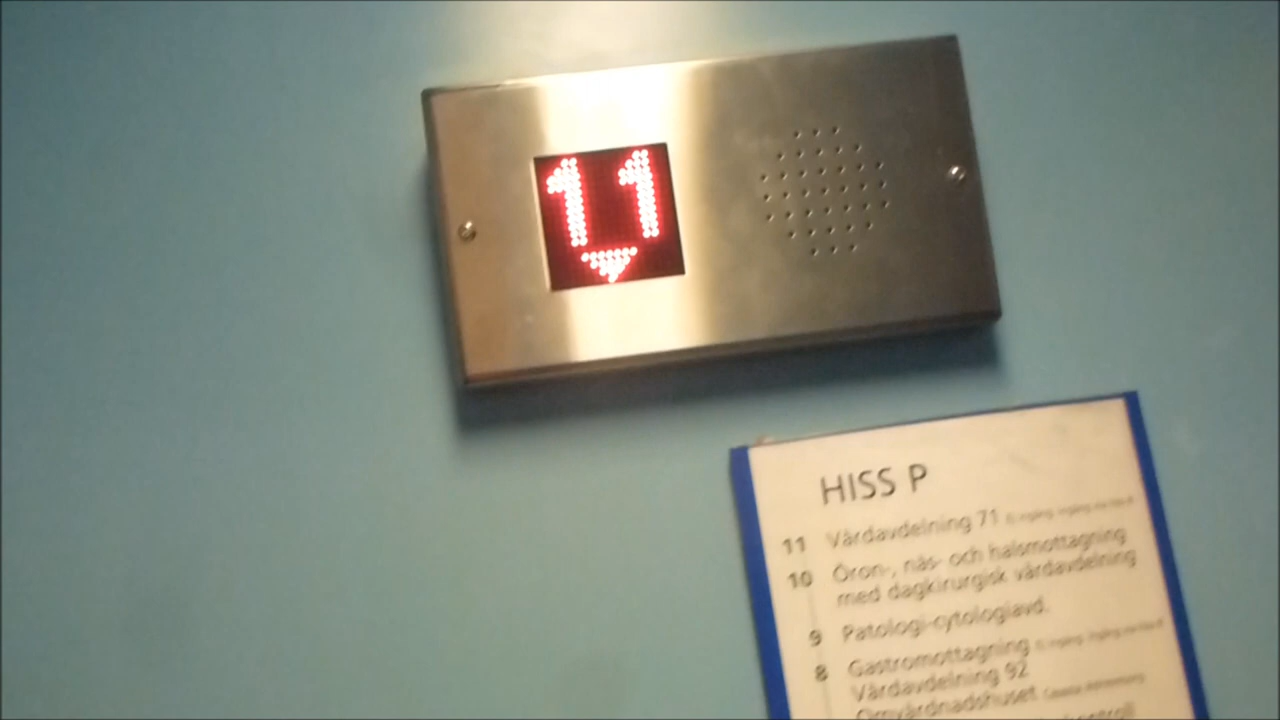 11
HISS P
11 Vårdavdelning 71
10 Öron-, näs- och halsmottagning
med dagkirurgisk vårdavdelning
9 Patologi-cytologiavd.
8 Gastromottagning
Vårdavdelning 92
Omvårdnadshuset